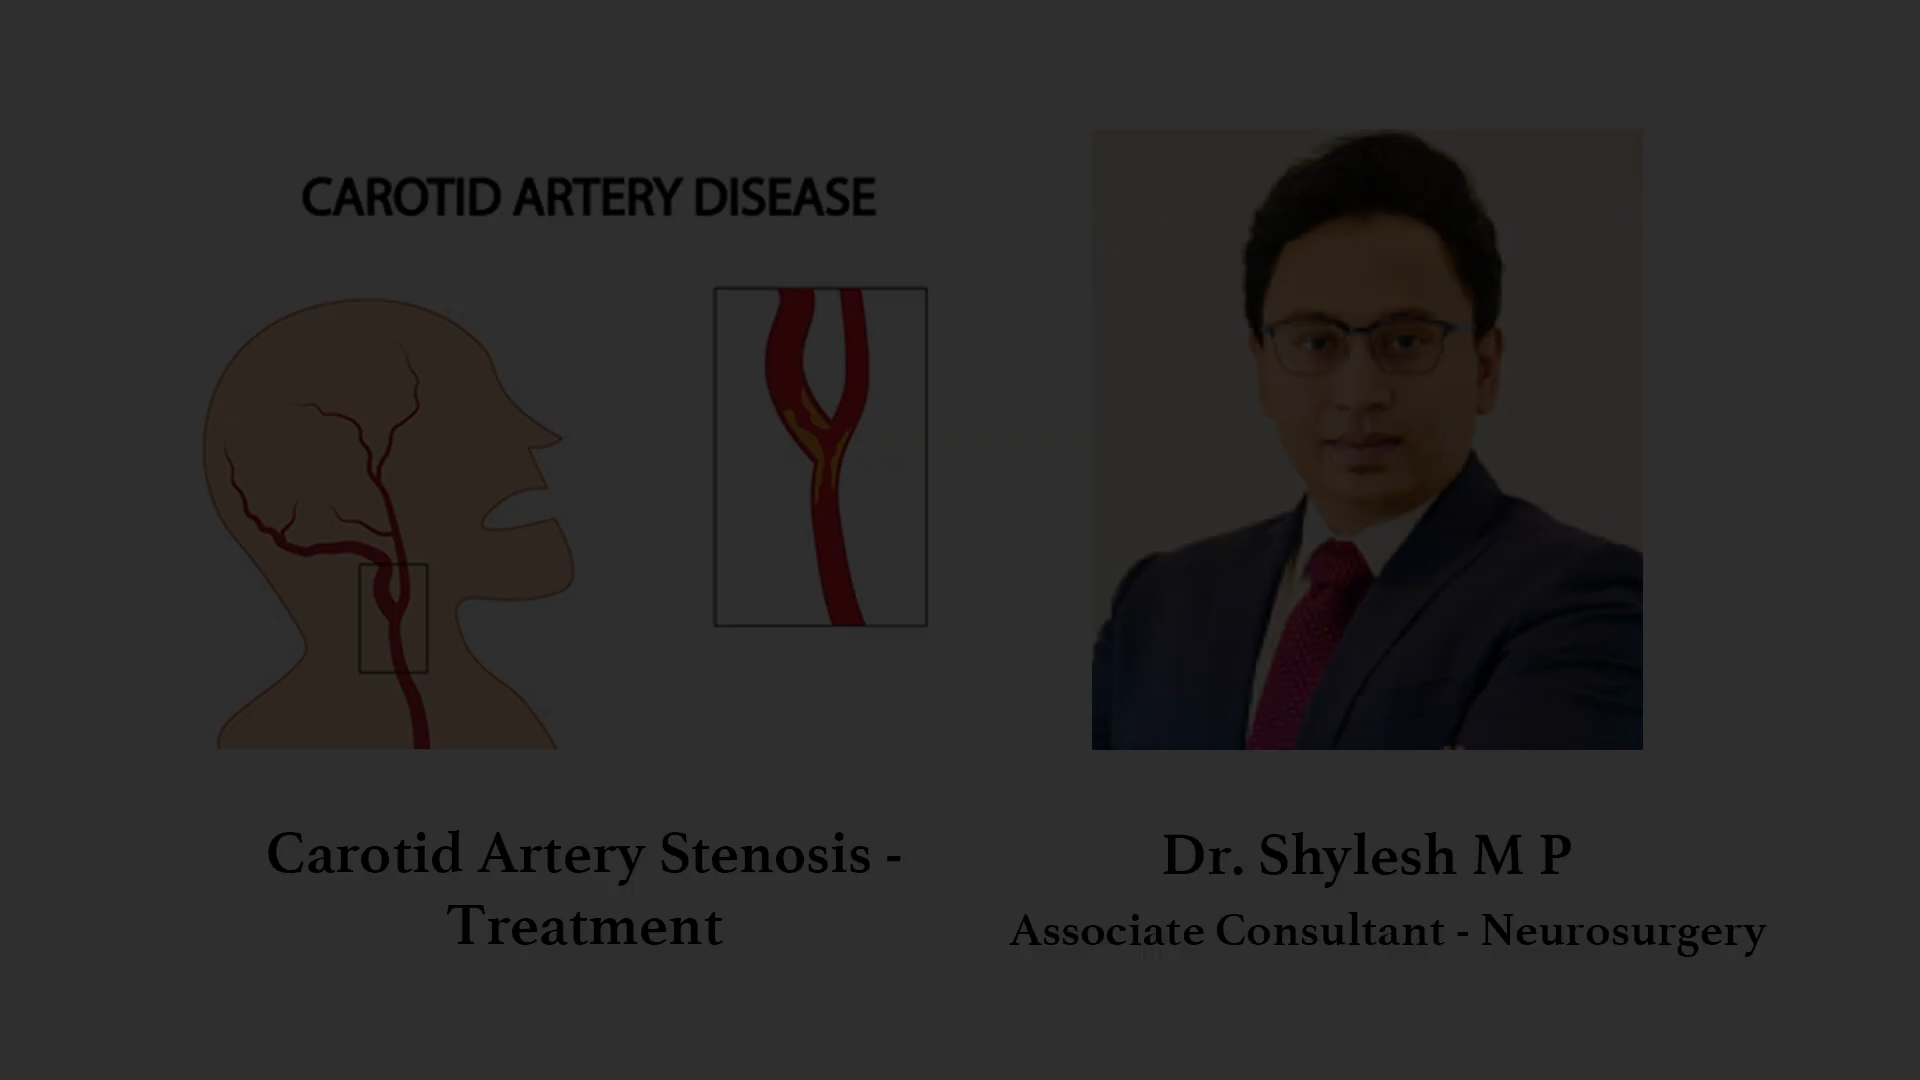 CAROTID ARTERY DISEASE
Carotid Artery Stenosis -
Treatment
Dr. Shylesh M P
Associate Consultant - Neurosurgery